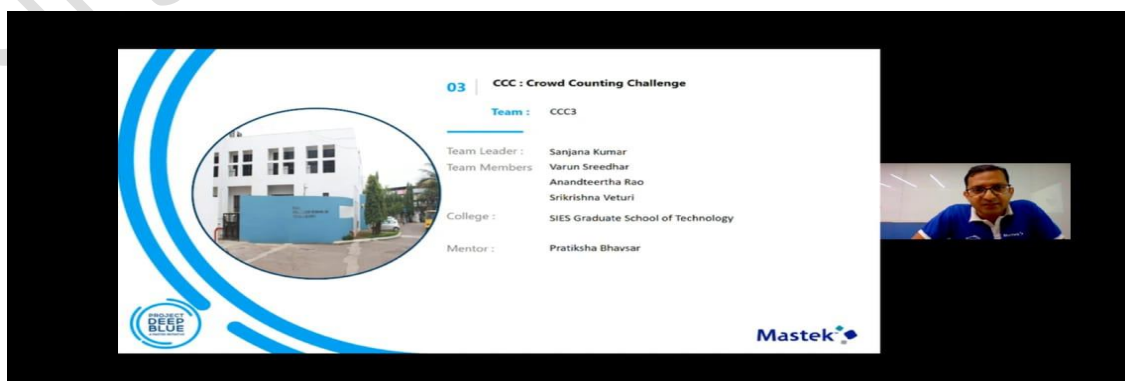 03 CCC : Crowd Counting Challenge
Team : CCC3
Team Leader : Sanjana Kumar
Team Members Varun Sreedhar
Anandteertha Rao
Srikrishna Veturi
College : SIES Graduate School of Technology
Mentor : Pratiksha Bhavsar
PROJECT
DEEP
BLUE
Mastek